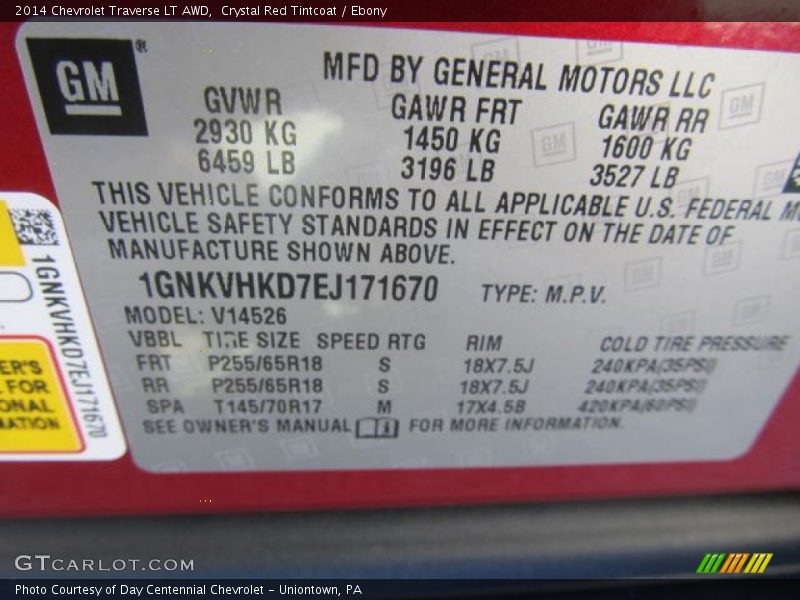 2014 Chevrolet Traverse LT AWD,  Crystal Red Tintcoat / Ebony
GM®
MFD BY GENERAL MOTORS LLC
GVWR GAWR FRT GAWR RR
2930 KG 1450 KG 1600 KG
6459 LB 3196 LB 3527 LB
THIS VEHICLE CONFORMS TO ALL APPLICABLE U.S. FEDERAL
VEHICLE SAFETY STANDARDS IN EFFECT ON THE DATE OF
MANUFACTURE SHOWN ABOVE.
1GNKVHKD7EJ171670 TYPE: M.P.V.
MODEL: V14526
VBBL TIRE SIZE SPEED RTG RIM COLD TIRE PRESSURE
FRT P255/65R18 S 18X7.5J 240KPA(35PSI)
RR P255/65R18 S 18X7.5J 240KPA(35PSI)
SPA T145/70R17 M 17X4.5B 420KPA(60PSI)
SEE OWNER'S MANUAL FOR MORE INFORMATION.
1GNKVHKD7EJ171670
ER'S
L FOR
ONAL
MATION
GTCARLOT.COM
Photo Courtesy of Day Centennial Chevrolet - Uniontown, PA